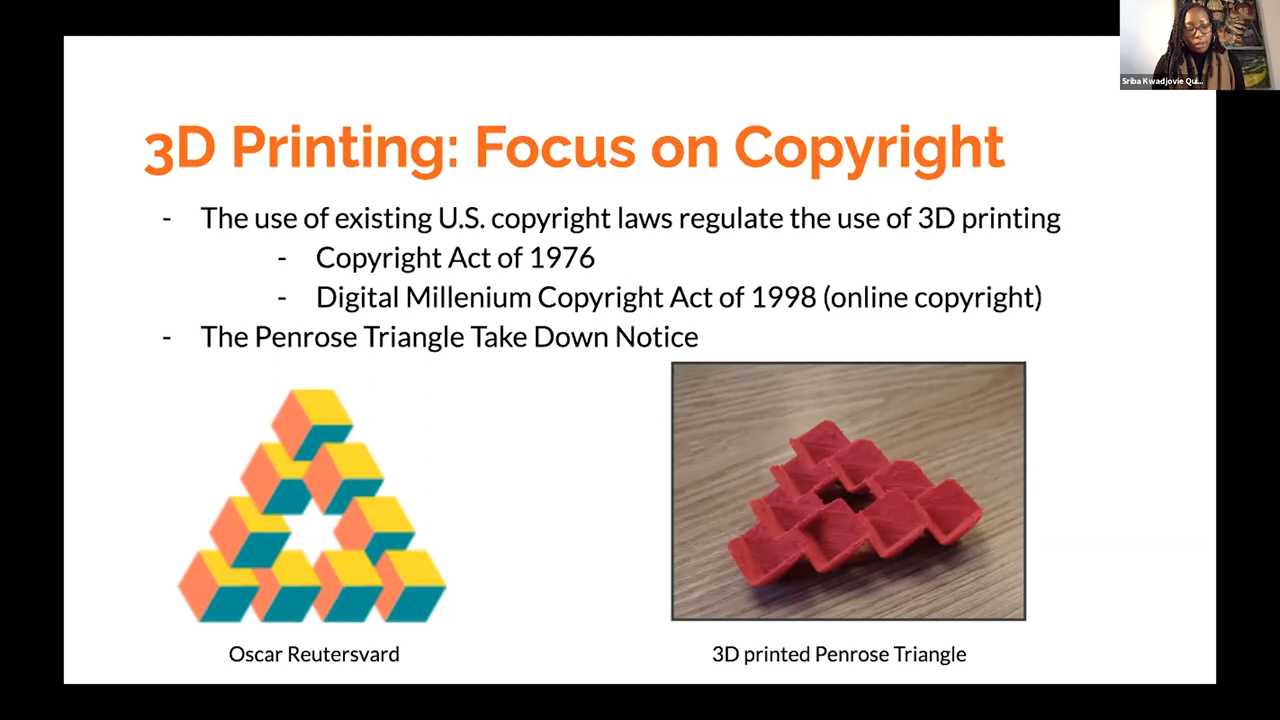 Sriba Kwadjovie Qui...
3D Printing: Focus on Copyright
- The use of existing U.S. copyright laws regulate the use of 3D printing
- Copyright Act of 1976
- Digital Millenium Copyright Act of 1998 (online copyright)
- The Penrose Triangle Take Down Notice
Oscar Reutersvard
3D printed Penrose Triangle